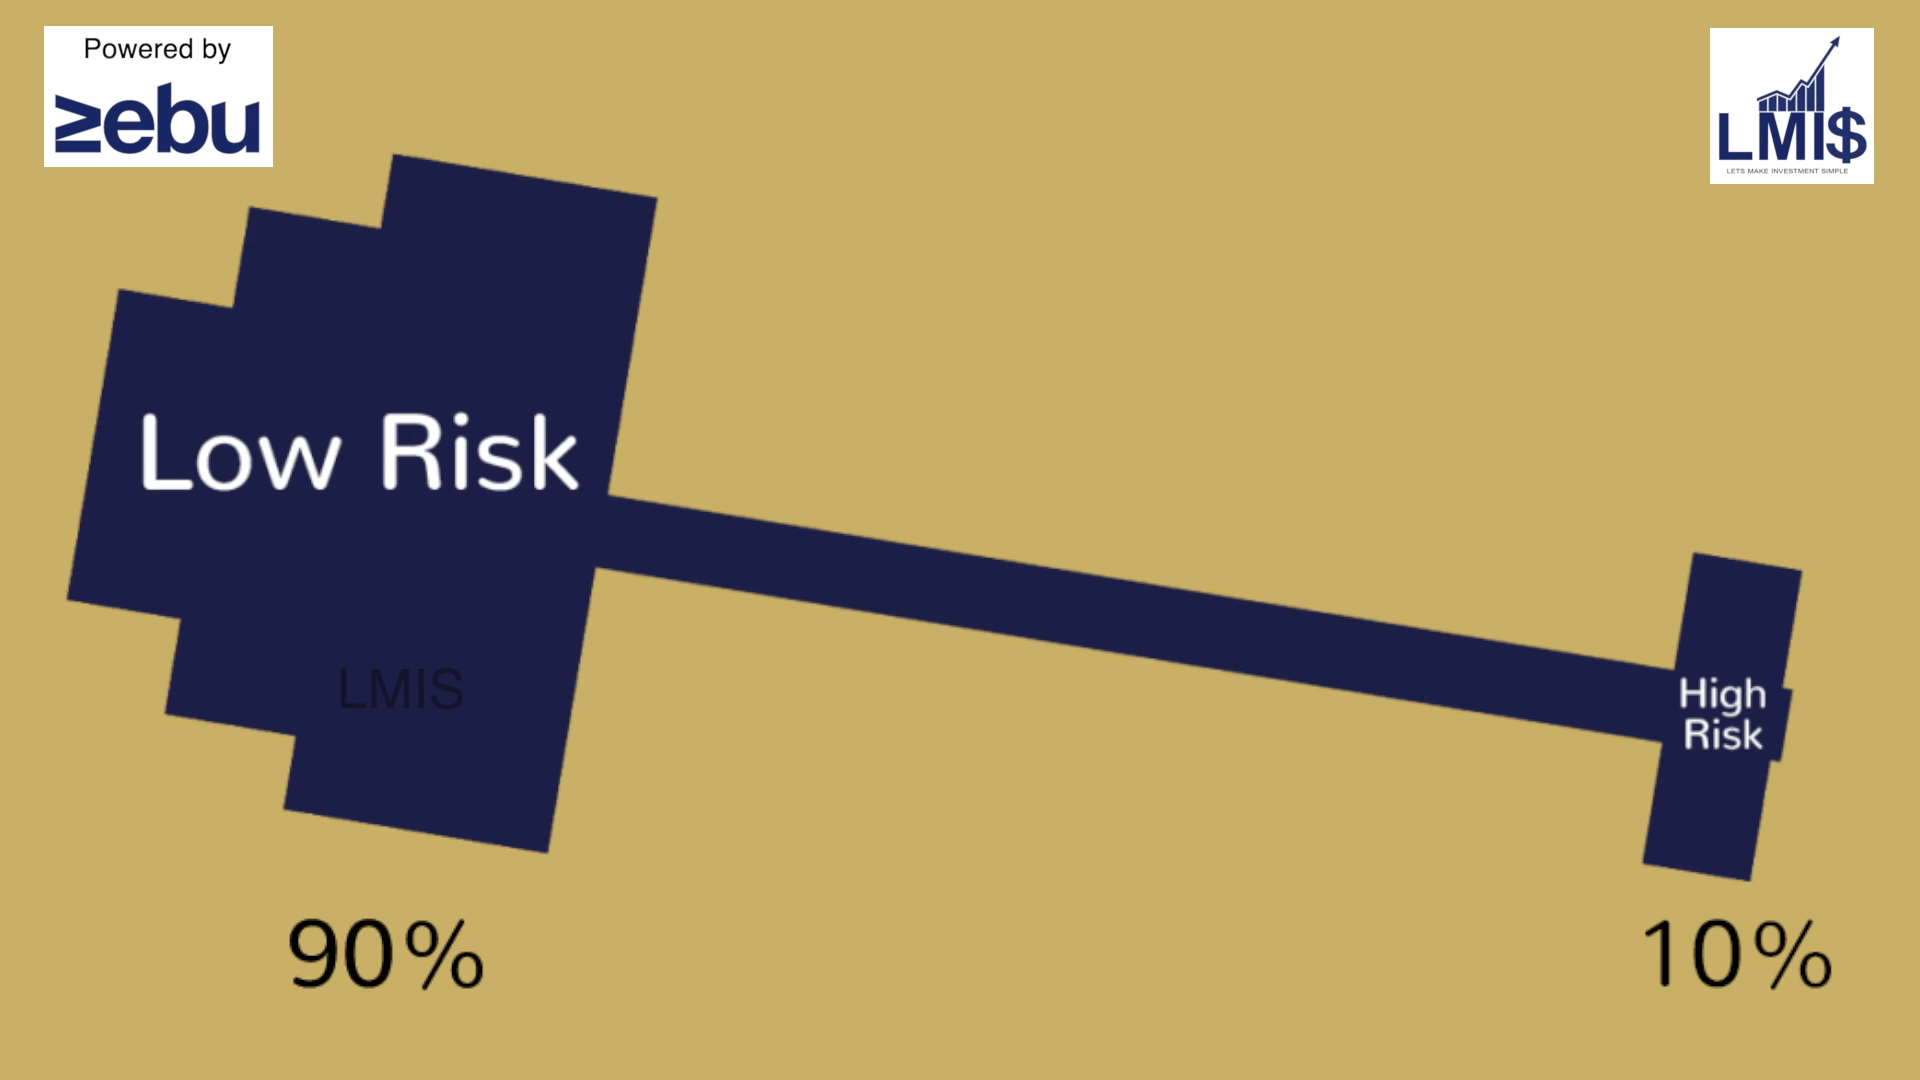 Powered by
≥ebu
LMI$
LETS MAKE INVESTMENT SIMPLE
Low Risk
LMIS
High
Risk
90%
10%